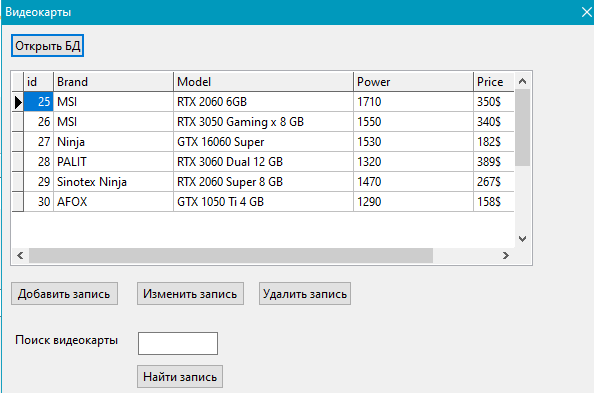 Видеокарты
Открыть БД
id Brand Model Power Price
25 MSI RTX 2060 6GB 1710 350$
26 MSI RTX 3050 Gaming x 8 GB 1550 340$
27 Ninja GTX 16060 Super 1530 182$
28 PALIT RTX 3060 Dual 12 GB 1320 389$
29 Sinotex Ninja RTX 2060 Super 8 GB 1470 267$
30 AFOX GTX 1050 Ti 4 GB 1290 158$
Добавить запись Изменить запись Удалить запись
Поиск видеокарты
Найти запись